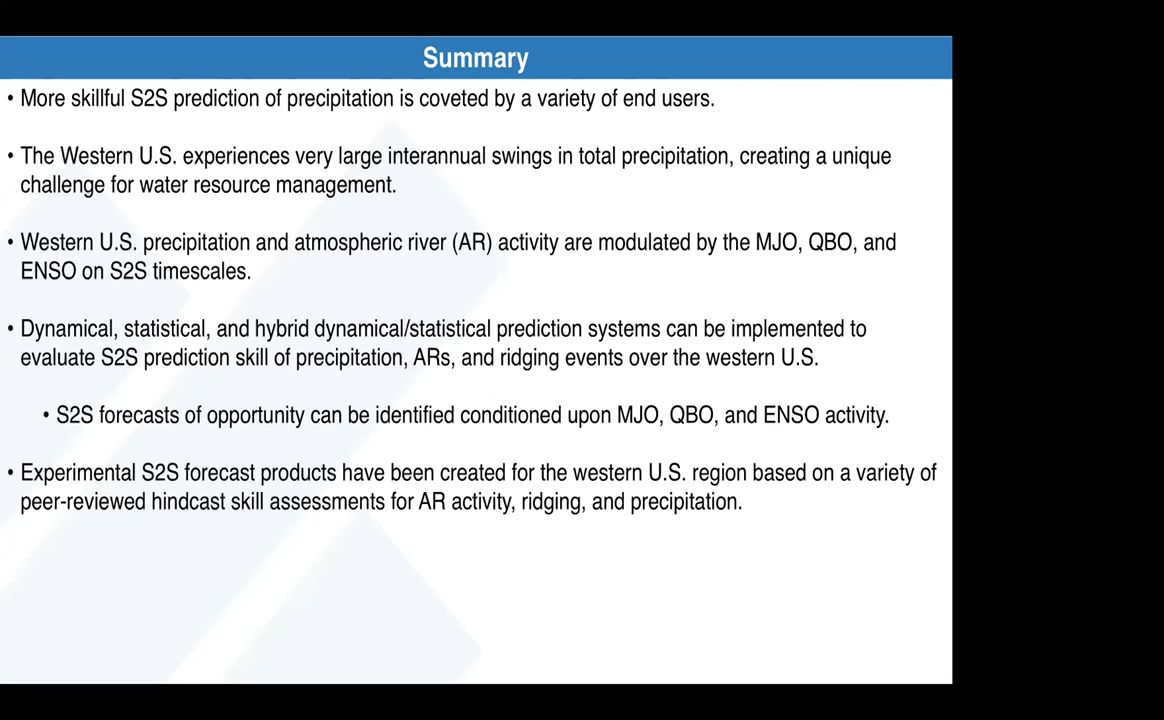 Summary
• More skillful S2S prediction of precipitation is coveted by a variety of end users.
• The Western U.S. experiences very large interannual swings in total precipitation, creating a unique
challenge for water resource management.
• Western U.S. precipitation and atmospheric river (AR) activity are modulated by the MJO, QBO, and
ENSO on S2S timescales.
• Dynamical, statistical, and hybrid dynamical/statistical prediction systems can be implemented to
evaluate S2S prediction skill of precipitation, ARs, and ridging events over the western U.S.
• S2S forecasts of opportunity can be identified conditioned upon MJO, QBO, and ENSO activity.
• Experimental S2S forecast products have been created for the western U.S. region based on a variety of
peer-reviewed hindcast skill assessments for AR activity, ridging, and precipitation.